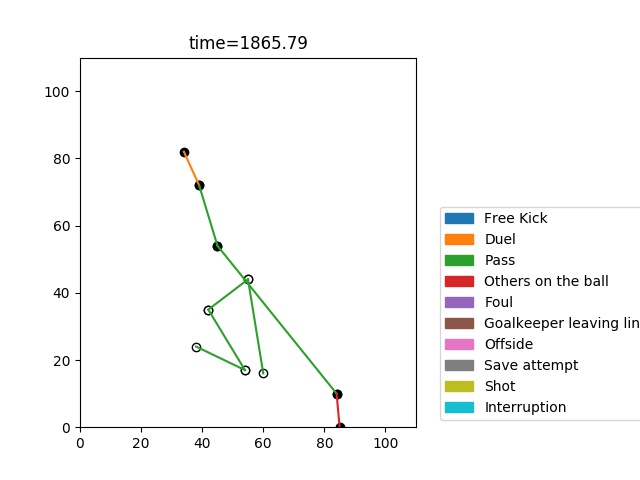 time=1865.79
100
80
60
40
20
0
0 20 40 60 80 100
Free Kick
Duel
Pass
Others on the ball
Foul
Goalkeeper leaving lin
Offside
Save attempt
Shot
Interruption